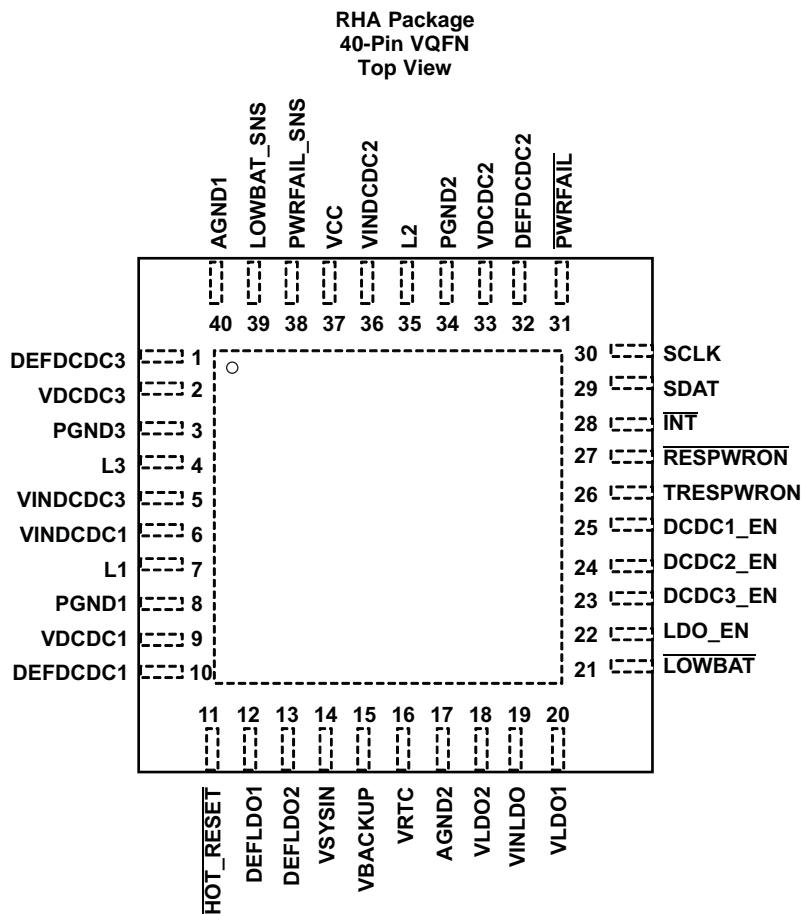 RHA Package
40-Pin VQFN
Top View
AGND1
LOWBAT_SNS
PWRFAIL_SNS
VCC
VINDCDC2
L2
PGND2
VDCDC2
DEFDCDC2
PWRFAIL
40 39 38 37 36 35 34 33 32 31
DEFDCDC3 1
VDCDC3 2
PGND3 3
L3 4
VINDCDC3 5
VINDCDC1 6
L1 7
PGND1 8
VDCDC1 9
DEFDCDC1 10
30 SCLK
29 SDAT
28 INT
27 RESPWRON
26 TRESPWRON
25 DCDC1_EN
24 DCDC2_EN
23 DCDC3_EN
22 LDO_EN
21 LOWBAT
11 12 13 14 15 16 17 18 19 20
HOT_RESET
DEFLDO1
DEFLDO2
VSYSIN
VBACKUP
VRTC
AGND2
VLDO2
VINLDO
VLDO1